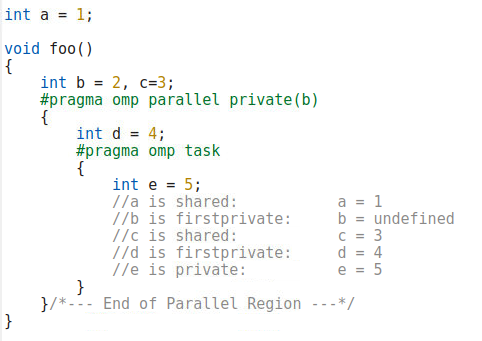 int a = 1;

void foo()
{
    int b = 2, c=3;
    #pragma omp parallel private(b)
    {
        int d = 4;
        #pragma omp task
        {
            int e = 5;
            //a is shared:           a = 1
            //b is firstprivate:     b = undefined
            //c is shared:           c = 3
            //d is firstprivate:     d = 4
            //e is private:          e = 5
        }
    }/*--- End of Parallel Region ---*/
}